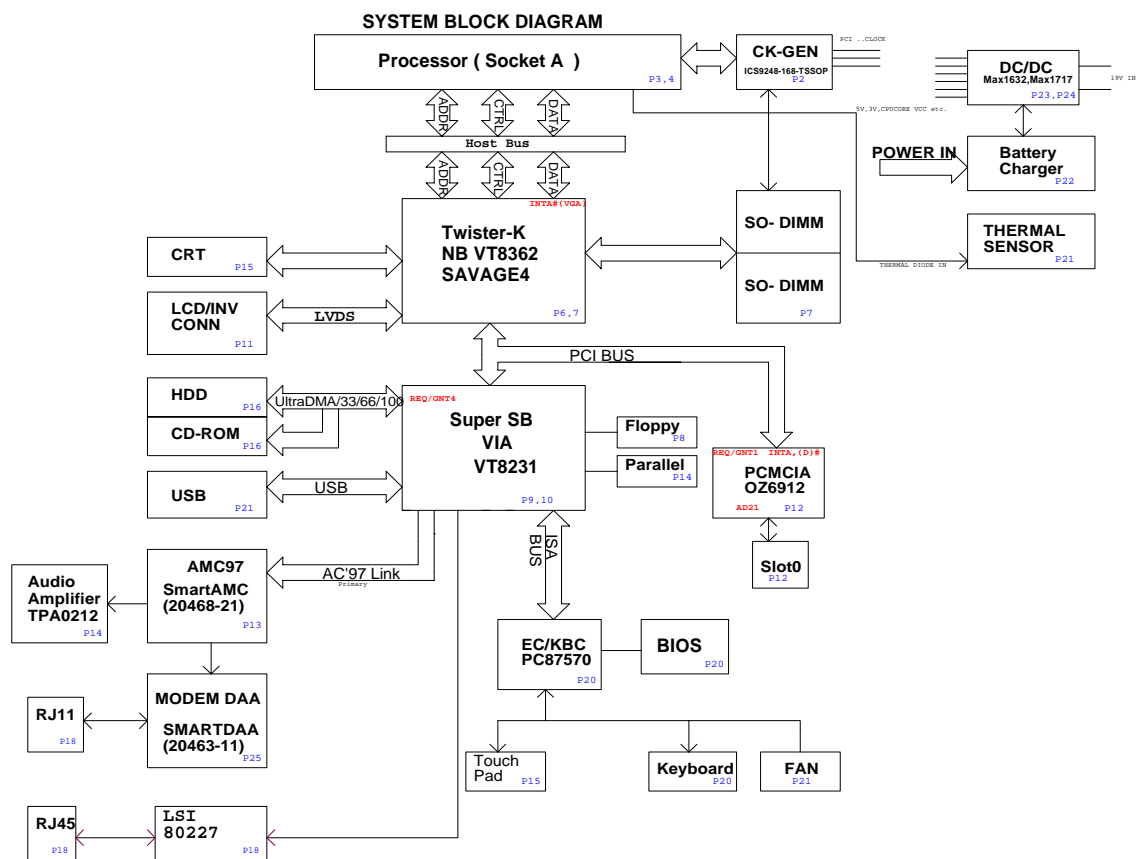 SYSTEM BLOCK DIAGRAM
Processor ( Socket A )
P3,4
CK-GEN
ICS9248-168-TSSOP
P2
PCI ..CLOCK
DC/DC
Max1632,Max1717
P23,P24
19V IN
5V,3V,CPUCORE VCC etc.
ADDR
CTRL
DATA
Host Bus
ADDR
CTRL
DATA
POWER IN
Battery
Charger
P22
INTA#(VGA)
Twister-K
NB VT8362
SAVAGE4
P6,7
SO- DIMM
SO- DIMM
P7
THERMAL
SENSOR
P21
THERMAL DIODE IN
CRT
P15
LCD/INV
CONN
P11
LVDS
PCI BUS
HDD
P16
UltraDMA/33/66/100
CD-ROM
P16
REQ/GNT4
Super SB
VIA
VT8231
P9,10
Floppy
P8
Parallel
P14
USB
P21
USB
REQ/GNT1 INTA,(D)#
PCMCIA
OZ6912
AD21
P12
Slot0
P12
ISA
BUS
AC'97 Link
Primary
AMC97
SmartAMC
(20468-21)
P13
Audio
Amplifier
TPA0212
P14
EC/KBC
PC87570
P20
BIOS
P20
MODEM DAA
SMARTDAA
(20463-11)
P25
RJ11
P18
Touch
Pad
P15
Keyboard
P20
FAN
P21
RJ45
P18
LSI
80227
P18